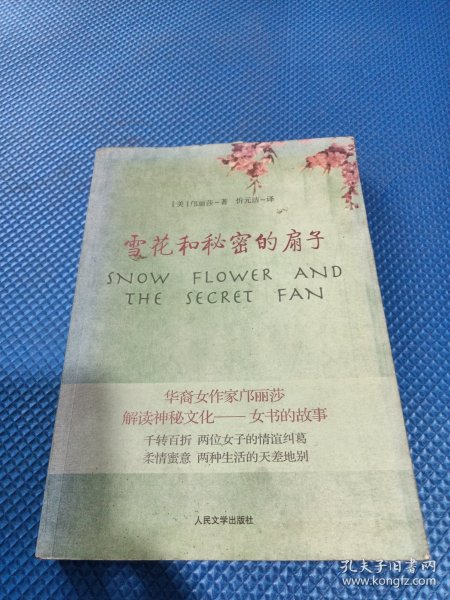 [美]邝丽莎-著 忻元洁-译
雪花和秘密的扇子
SNOW FLOWER AND
THE SECRET FAN
华裔女作家邝丽莎
解读神秘文化——女书的故事
千转百折 两位女子的情谊纠葛
柔情蜜意 两种生活的天差地别
人民文学出版社
孔夫子旧书网
www.kongfz.com